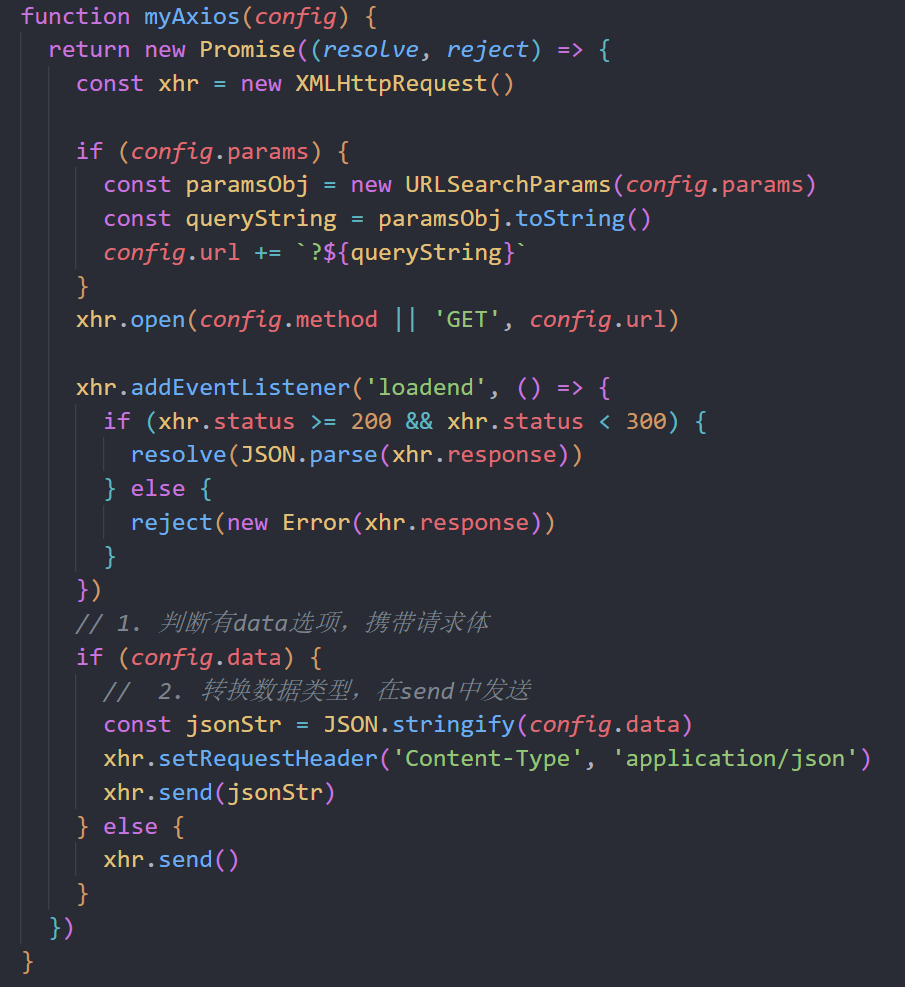 function myAxios(config) {
  return new Promise((resolve, reject) => {
    const xhr = new XMLHttpRequest()

    if (config.params) {
      const paramsObj = new URLSearchParams(config.params)
      const queryString = paramsObj.toString()
      config.url += `?${queryString}`
    }
    xhr.open(config.method || 'GET', config.url)

    xhr.addEventListener('loadend', () => {
      if (xhr.status >= 200 && xhr.status < 300) {
        resolve(JSON.parse(xhr.response))
      } else {
        reject(new Error(xhr.response))
      }
    })
    // 1. 判断有data选项，携带请求体
    if (config.data) {
      //  2. 转换数据类型，在send中发送
      const jsonStr = JSON.stringify(config.data)
      xhr.setRequestHeader('Content-Type', 'application/json')
      xhr.send(jsonStr)
    } else {
      xhr.send()
    }
  })
}